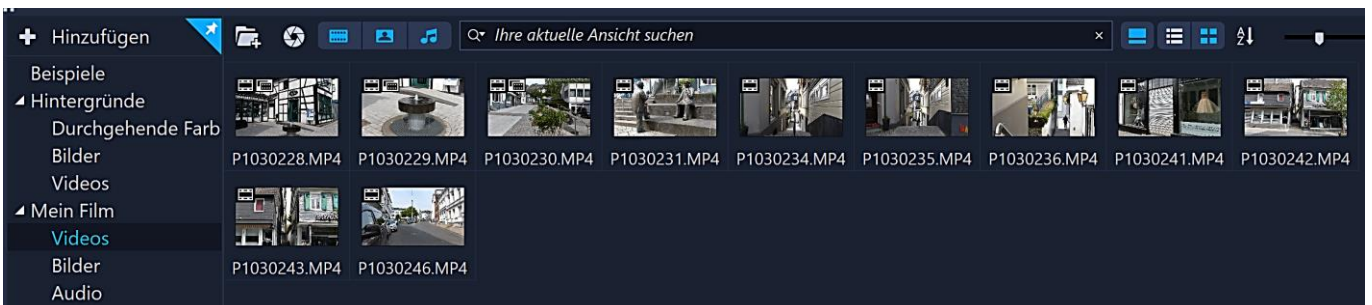 Hinzufügen
Ihre aktuelle Ansicht suchen
Beispiele
Hintergründe
Durchgehende Farb
Bilder
Videos
Mein Film
Videos
Bilder
Audio
P1030228.MP4 P1030229.MP4 P1030230.MP4 P1030231.MP4 P1030234.MP4 P1030235.MP4 P1030236.MP4 P1030241.MP4 P1030242.MP4
P1030243.MP4 P1030246.MP4